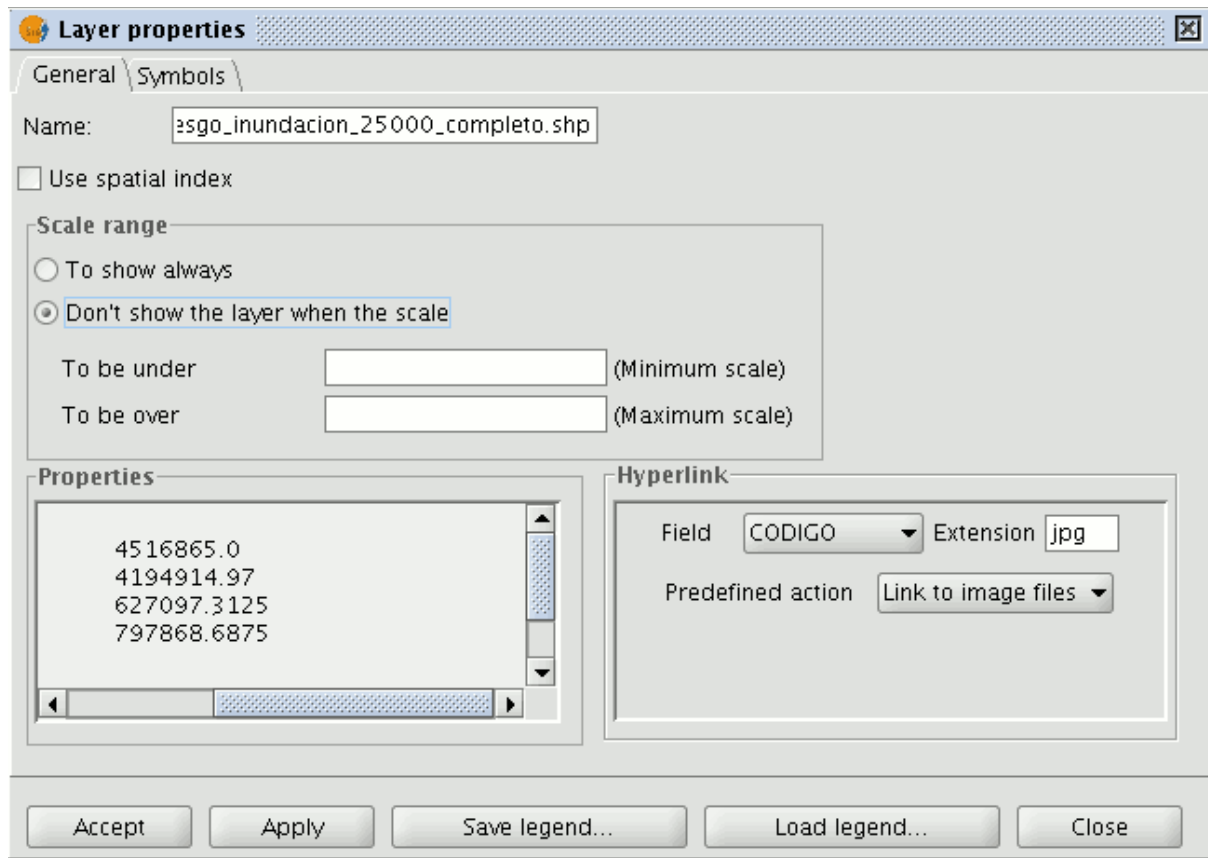 Layer properties
General Symbols
Name: esgo_inundacion_25000_completo.shp
Use spatial index
Scale range
To show always
Don't show the layer when the scale
To be under (Minimum scale)
To be over (Maximum scale)
Properties
4516865.0
4194914.97
627097.3125
797868.6875
Hyperlink
Field CODIGO Extension jpg
Predefined action Link to image files
Accept Apply Save legend... Load legend... Close